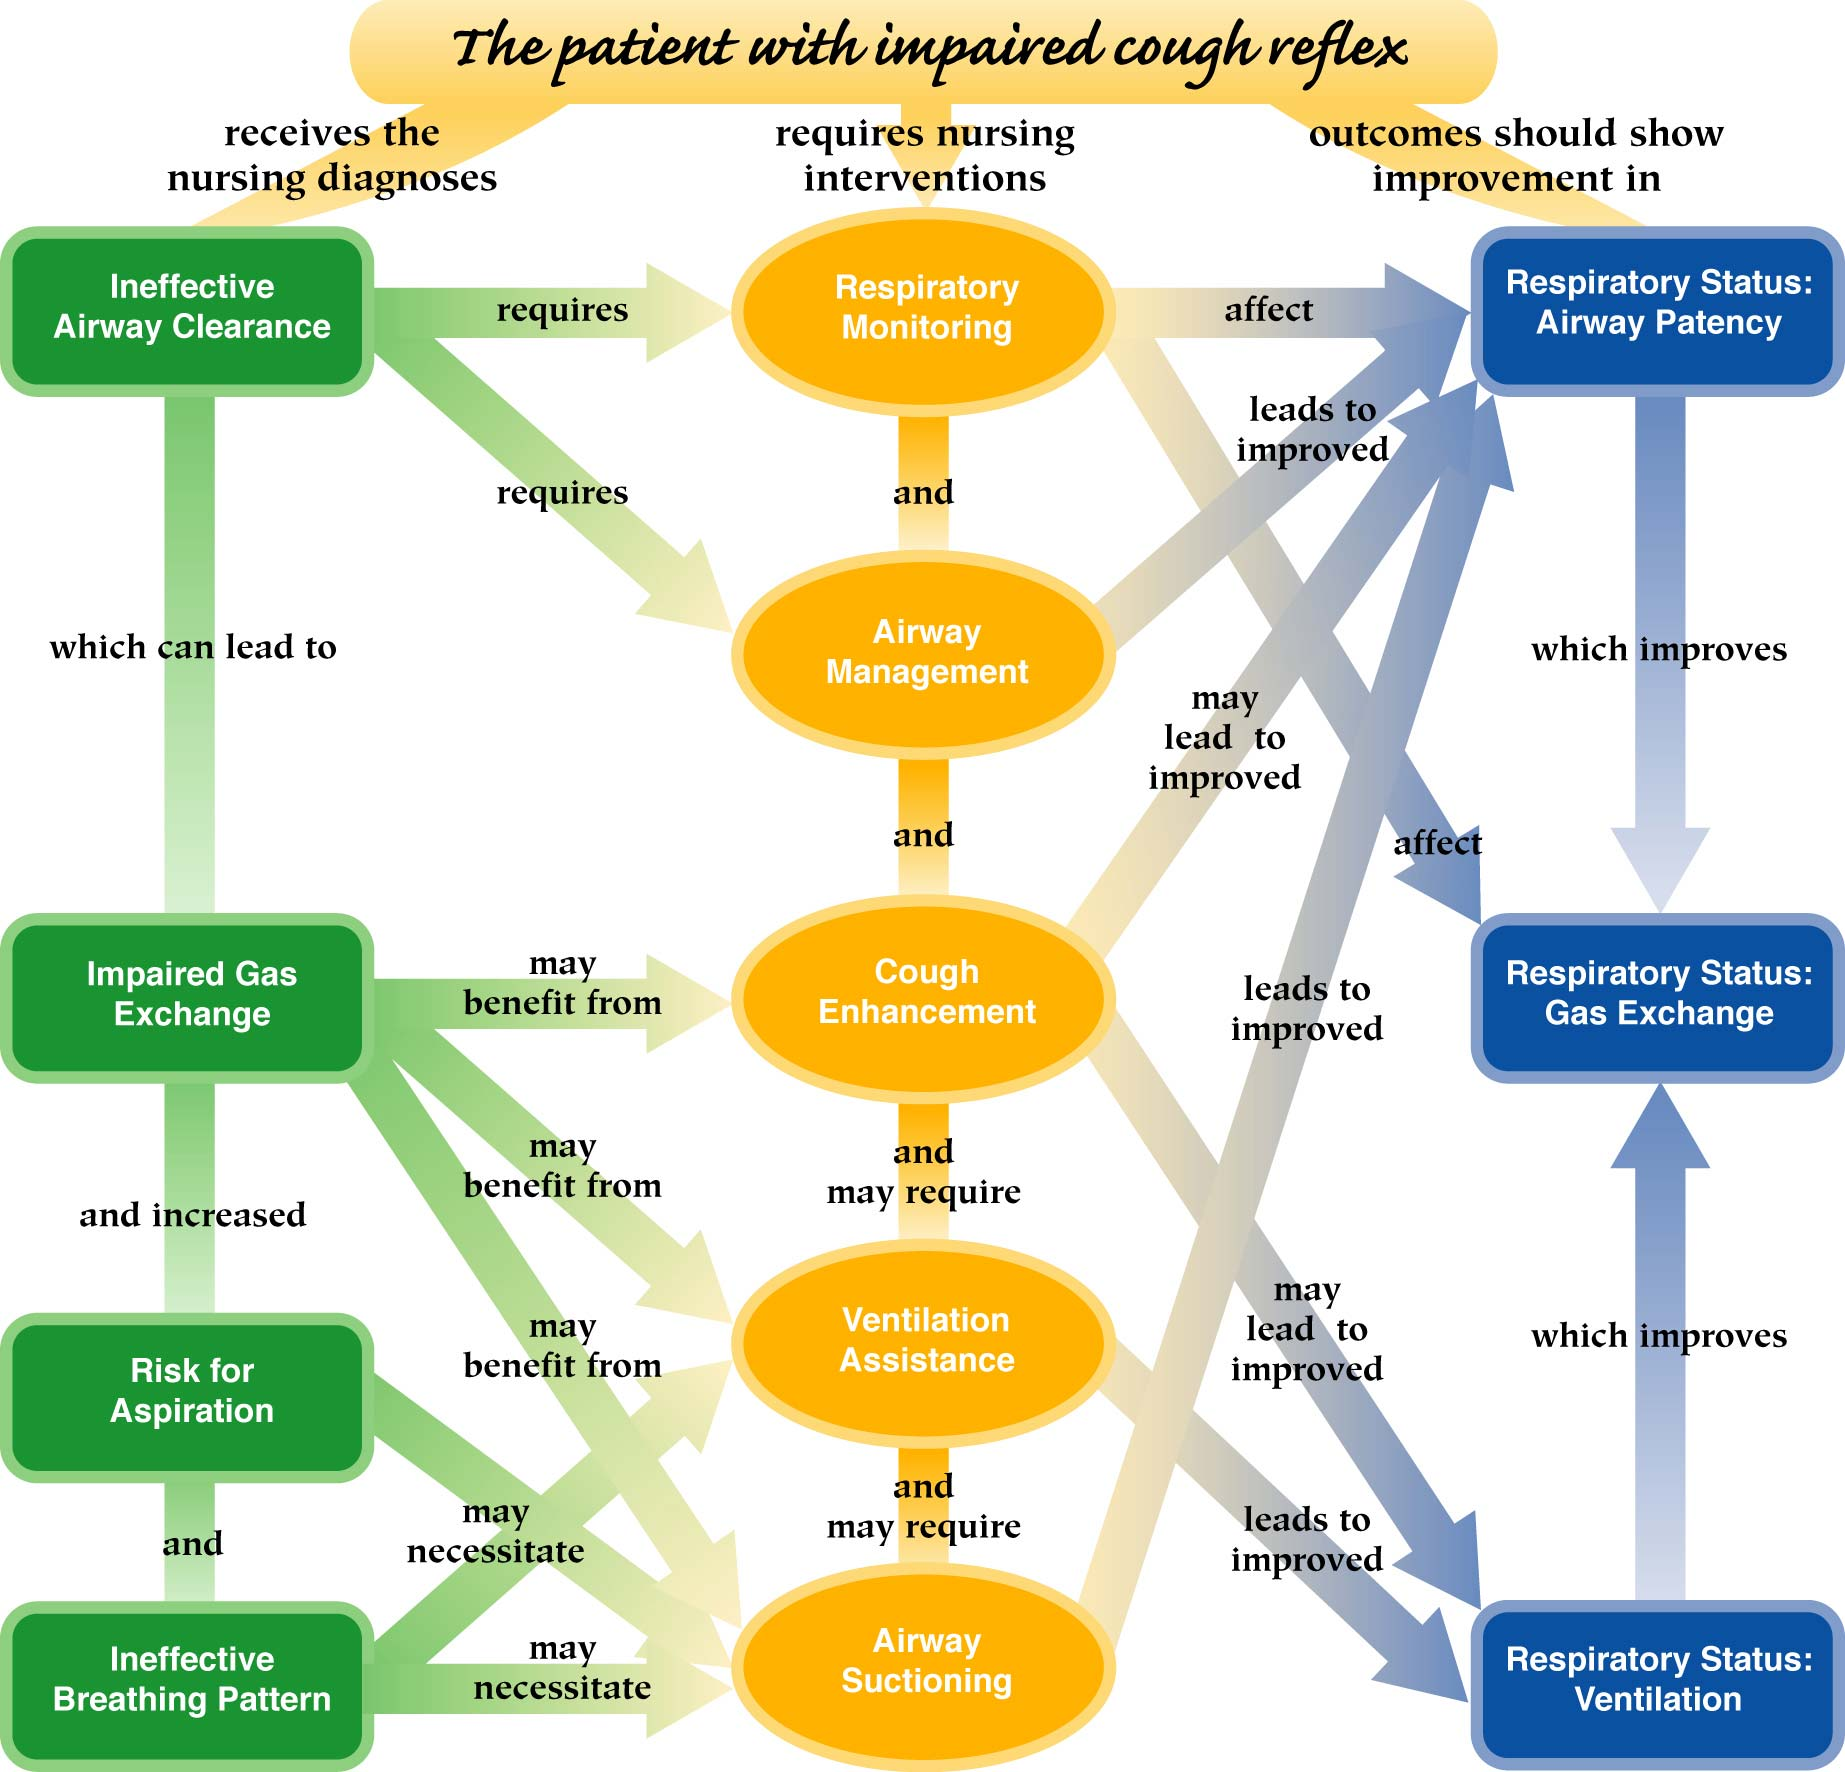 The patient with impaired cough reflex
receives the
nursing diagnoses
requires nursing
interventions
outcomes should show
improvement in
Ineffective
Airway Clearance
requires
Respiratory
Monitoring
affect
Respiratory Status:
Airway Patency
requires
and
leads to
improved
which can lead to
Airway
Management
which improves
may
lead to
improved
and
affect
Impaired Gas
Exchange
may
benefit from
Cough
Enhancement
leads to
improved
Respiratory Status:
Gas Exchange
and increased
may
benefit from
and
may require
may
benefit from
Ventilation
Assistance
may
lead to
improved
which improves
Risk for
Aspiration
and
may
necessitate
and
may require
leads to
improved
Ineffective
Breathing Pattern
may
necessitate
Airway
Suctioning
Respiratory Status:
Ventilation